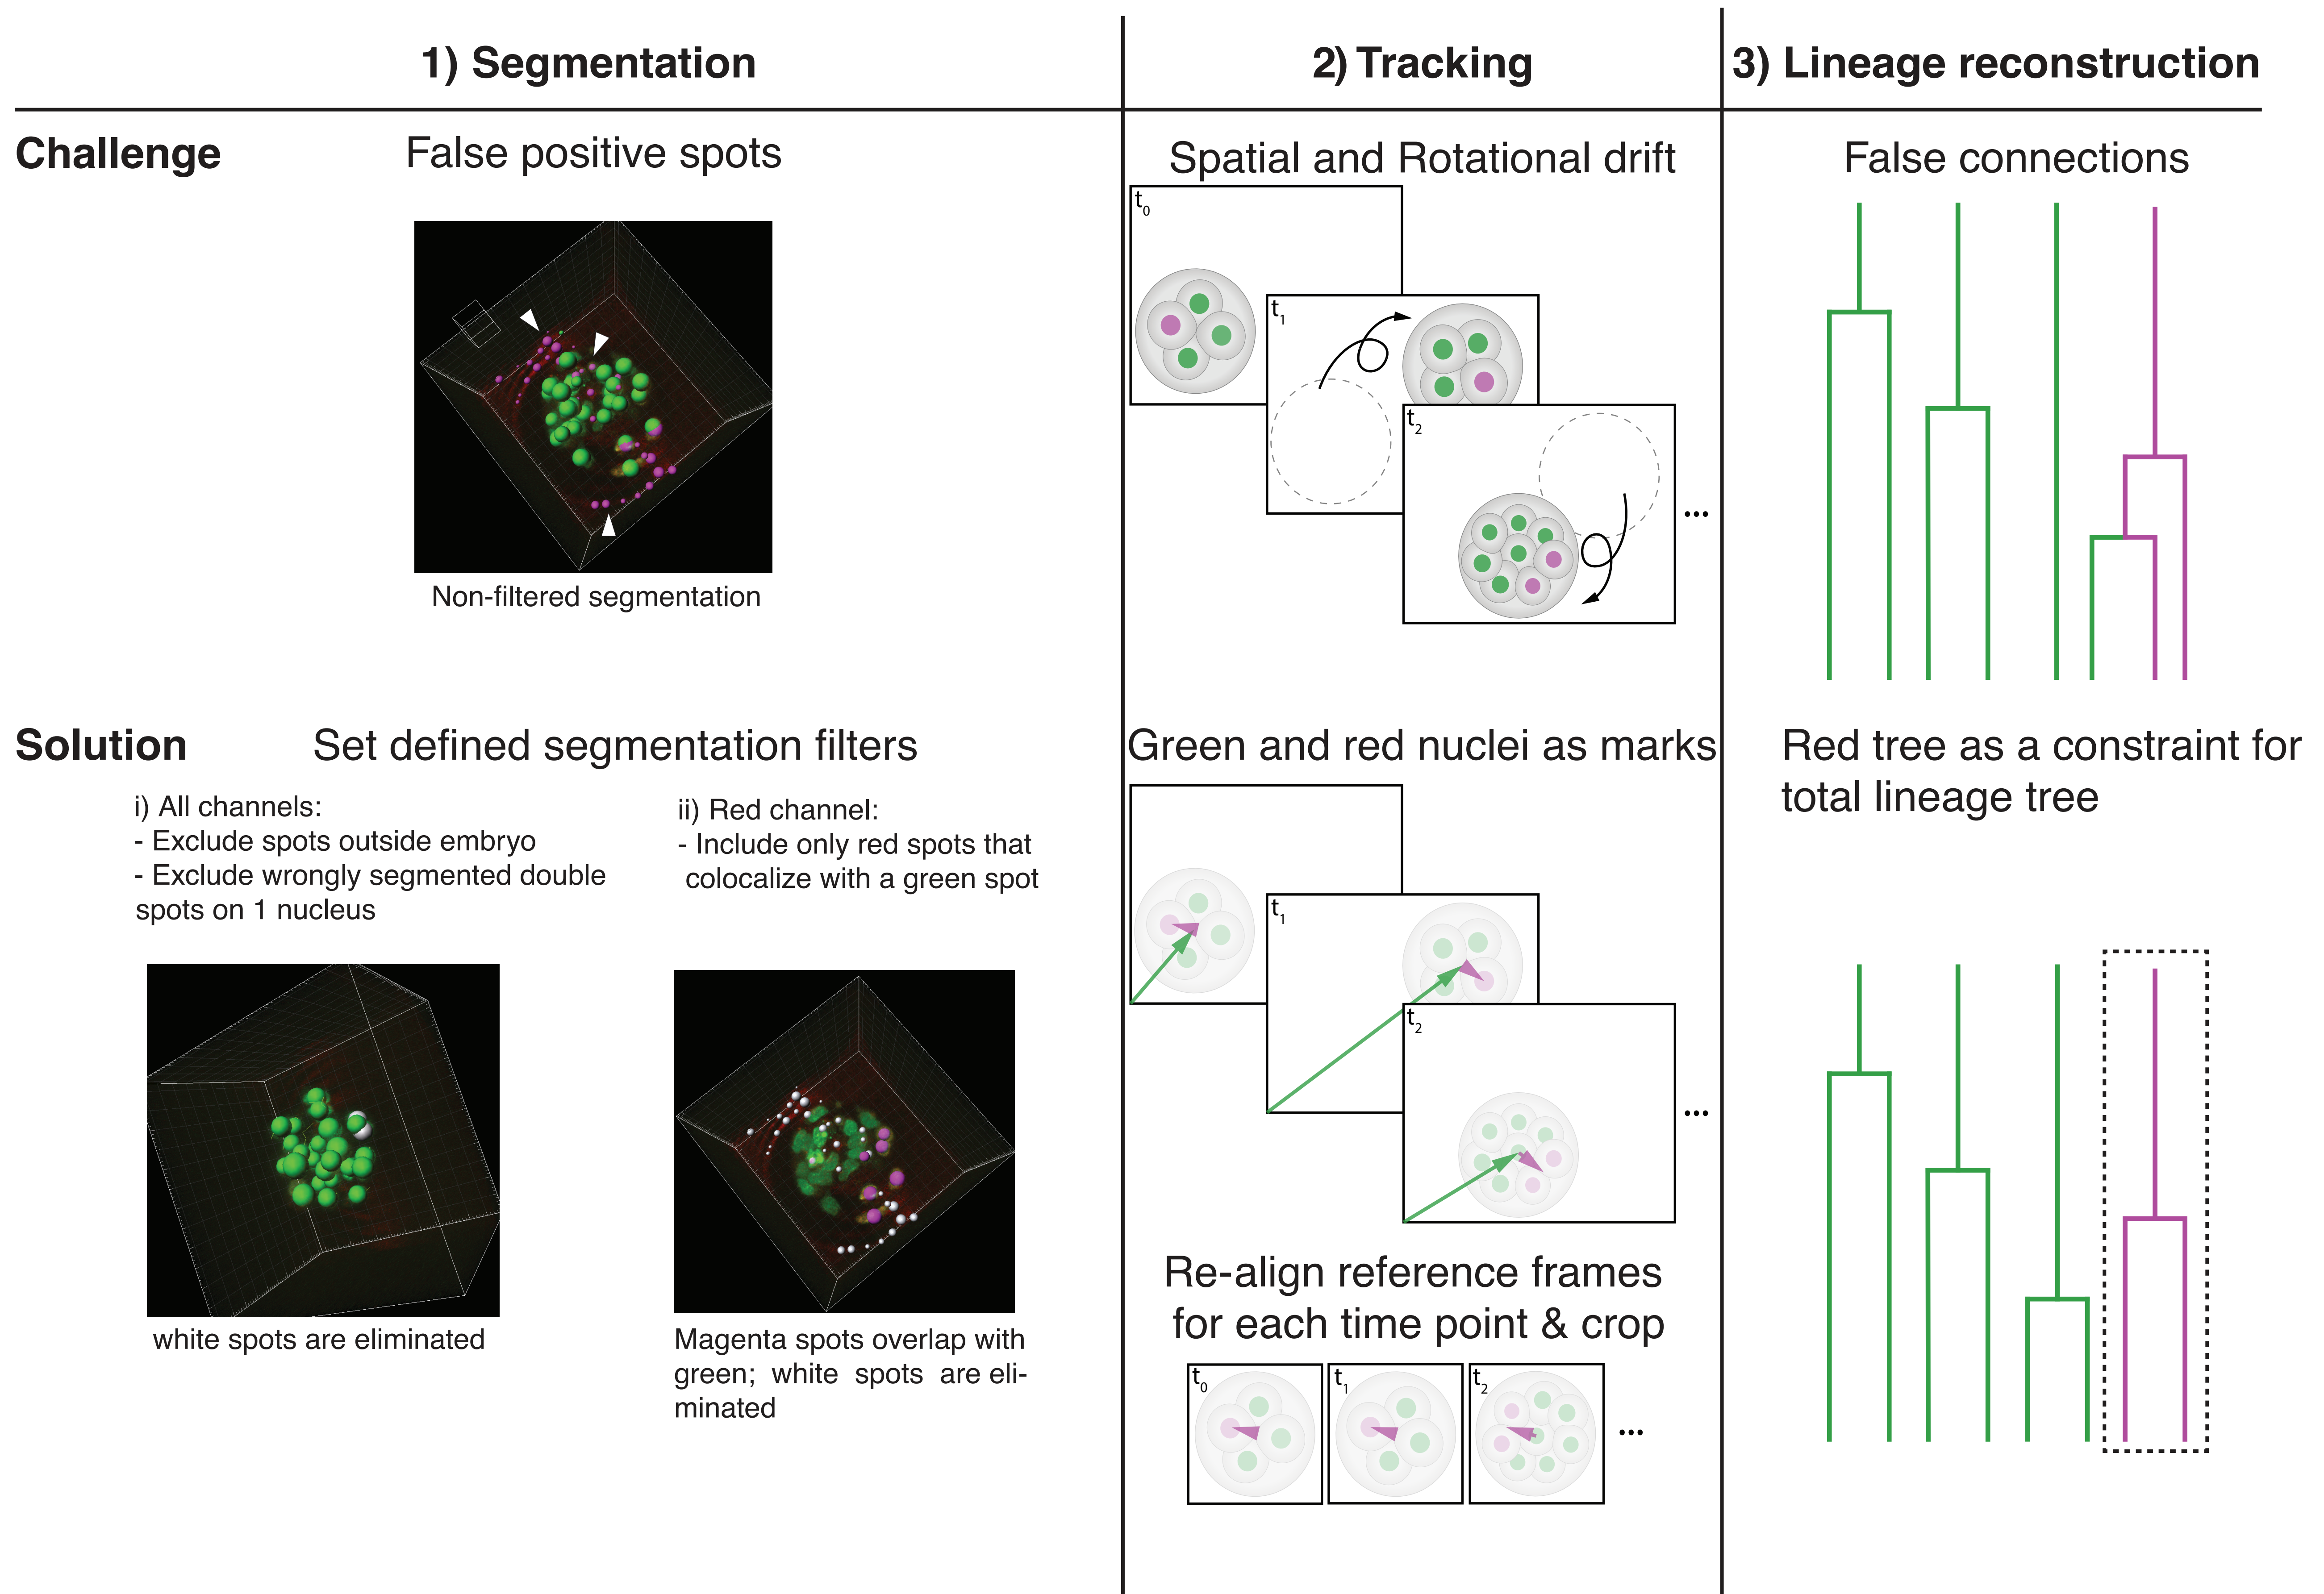 1) Segmentation
2) Tracking
3) Lineage reconstruction
Challenge
False positive spots
Spatial and Rotational drift
False connections
t0
t1
t2
...
Non-filtered segmentation
Solution
Set defined segmentation filters
Green and red nuclei as marks
Red tree as a constraint for
total lineage tree
i) All channels:
- Exclude spots outside embryo
- Exclude wrongly segmented double
spots on 1 nucleus
ii) Red channel:
- Include only red spots that
colocalize with a green spot
t1
t2
...
white spots are eliminated
Magenta spots overlap with
green; white spots are eli-
minated
Re-align reference frames
for each time point & crop
t0
t1
t2
...